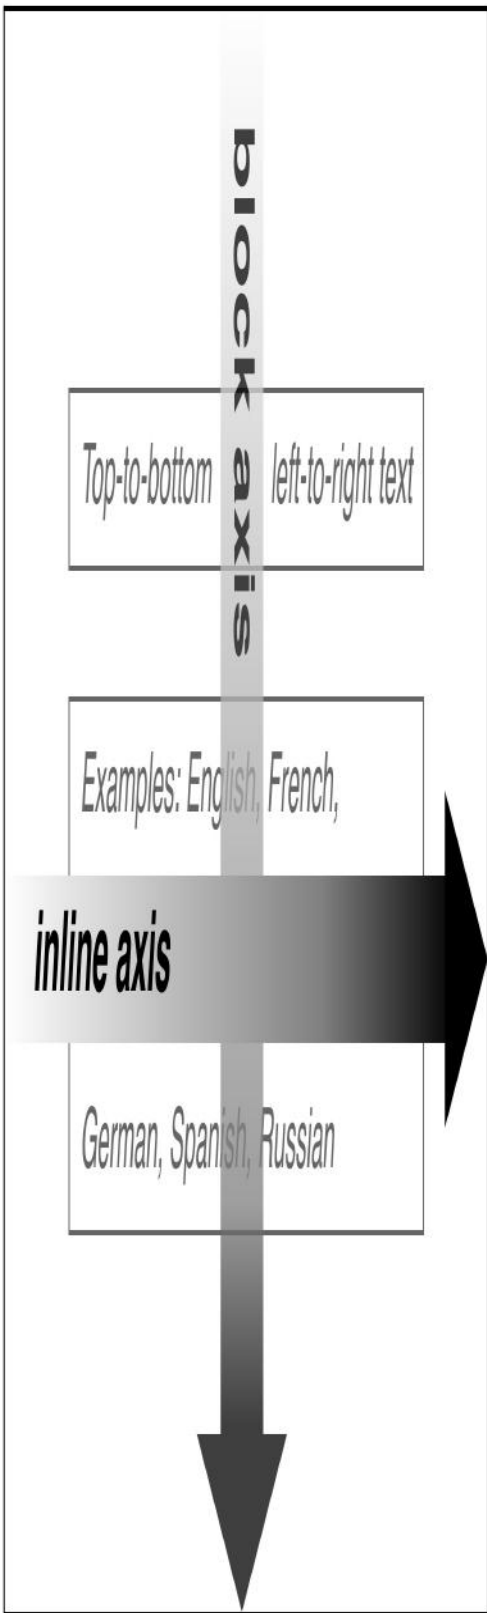 block axis
Top-to-bottom left-to-right text
Examples: English, French,
inline axis
German, Spanish, Russian